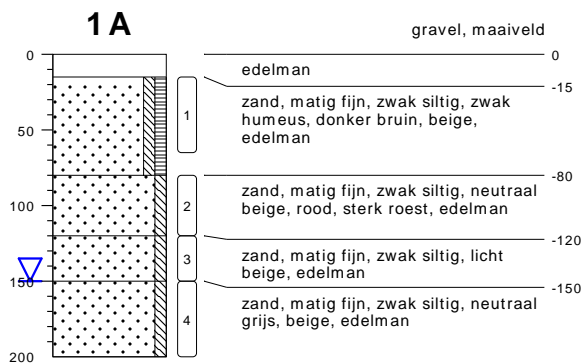 1 A
gravel, maaiveld
0
0
edelman
-15
1
zand, matig fijn, zwak siltig, zwak
humeus, donker bruin, beige,
edelman
50
-80
2
zand, matig fijn, zwak siltig, neutraal
beige, rood, sterk roest, edelman
100
-120
3
zand, matig fijn, zwak siltig, licht
beige, edelman
150
-150
4
zand, matig fijn, zwak siltig, neutraal
grijs, beige, edelman
200